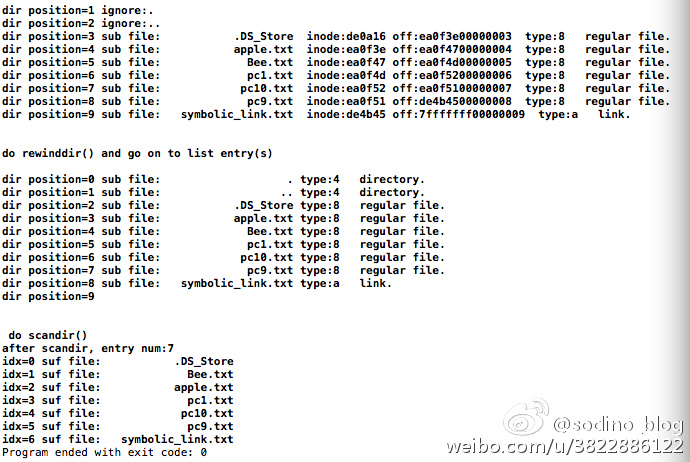 dir position=1 ignore:.
dir position=2 ignore:..
dir position=3 sub file:           .DS_Store  inode:de0a16 off:ea0f3e00000003  type:8   regular file.
dir position=4 sub file:           apple.txt  inode:ea0f3e off:ea0f4700000004  type:8   regular file.
dir position=5 sub file:             Bee.txt  inode:ea0f47 off:ea0f4d00000005  type:8   regular file.
dir position=6 sub file:             pc1.txt  inode:ea0f4d off:ea0f5200000006  type:8   regular file.
dir position=7 sub file:            pc10.txt  inode:ea0f52 off:ea0f5100000007  type:8   regular file.
dir position=8 sub file:             pc9.txt  inode:ea0f51 off:de4b4500000008  type:8   regular file.
dir position=9 sub file:   symbolic_link.txt  inode:de4b45 off:7fffffff00000009  type:a   link.
do rewinddir() and go on to list entry(s)
dir position=0 sub file:                   . type:4   directory.
dir position=1 sub file:                  .. type:4   directory.
dir position=2 sub file:           .DS_Store type:8   regular file.
dir position=3 sub file:           apple.txt type:8   regular file.
dir position=4 sub file:             Bee.txt type:8   regular file.
dir position=5 sub file:             pc1.txt type:8   regular file.
dir position=6 sub file:            pc10.txt type:8   regular file.
dir position=7 sub file:             pc9.txt type:8   regular file.
dir position=8 sub file:   symbolic_link.txt type:a   link.
dir position=9
do scandir()
after scandir, entry num:7
idx=0 suf file:           .DS_Store
idx=1 suf file:             Bee.txt
idx=2 suf file:           apple.txt
idx=3 suf file:             pc1.txt
idx=4 suf file:            pc10.txt
idx=5 suf file:             pc9.txt
idx=6 suf file:   symbolic_link.txt
Program ended with exit code: 0
@sodino_blog
weibo.com/u/3822886122